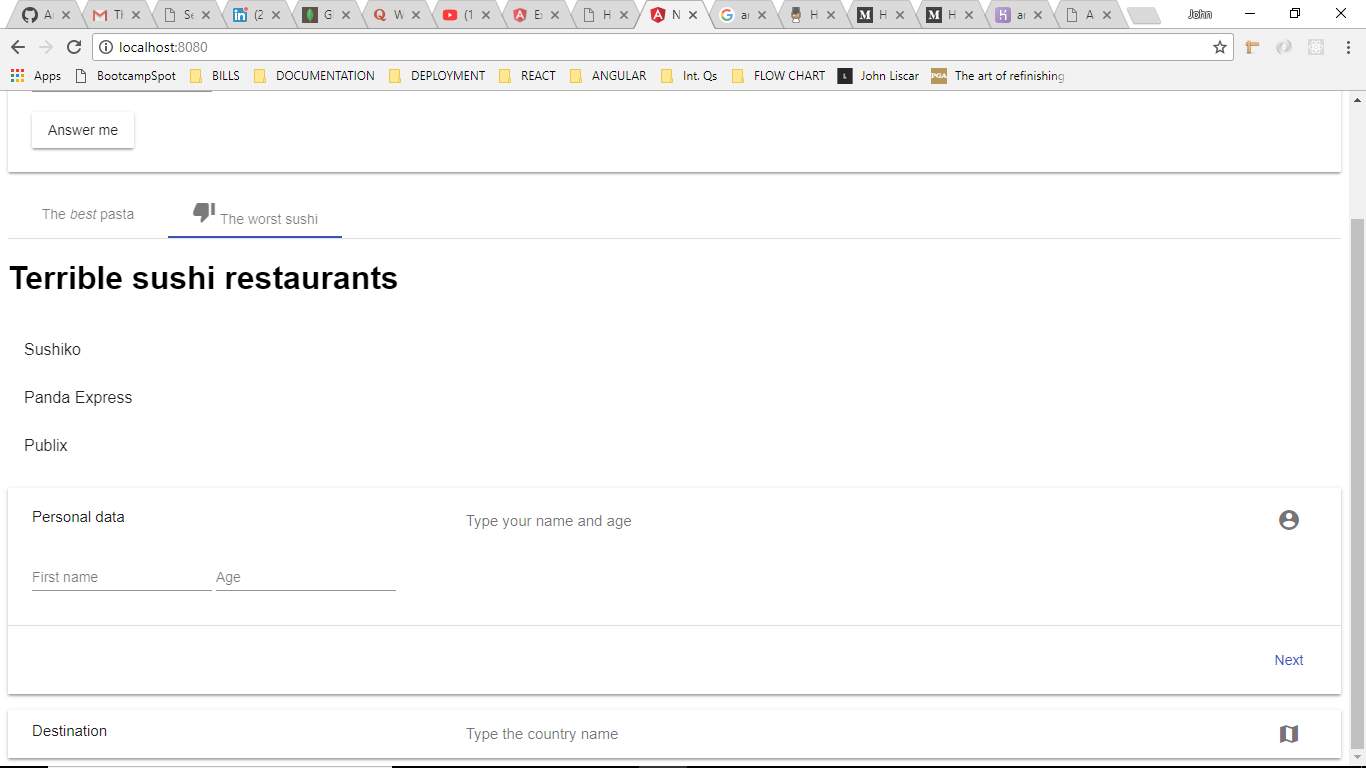 A Th Se (2 Gi W (1 E H N ar H H H ar A John
localhost:8080
Apps BootcampSpot BILLS DOCUMENTATION DEPLOYMENT REACT ANGULAR Int. Qs FLOW CHART John Liscar The art of refinishing
Answer me
The best pasta The worst sushi
Terrible sushi restaurants
Sushiko
Panda Express
Publix
Personal data Type your name and age
First name Age
Next
Destination Type the country name